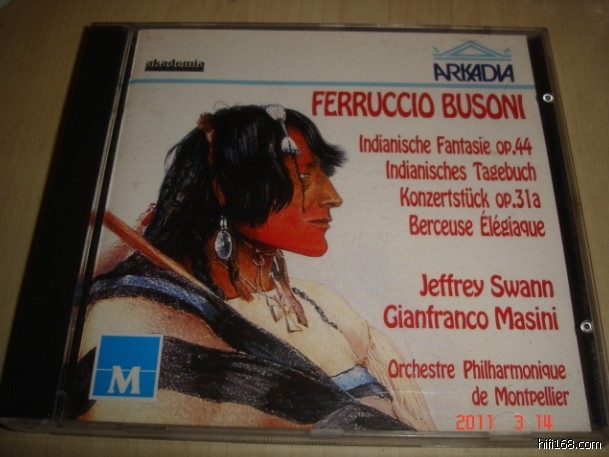 akademia
ARKADIA
FERRUCCIO BUSONI
Indianische Fantasie op.44
Indianisches Tagebuch
Konzertstück op.31a
Berceuse Élégiaque
Jeffrey Swann
Gianfranco Masini
Orchestre Philharmonique
de Montpellier
M
2011 3 14
hifi168.com